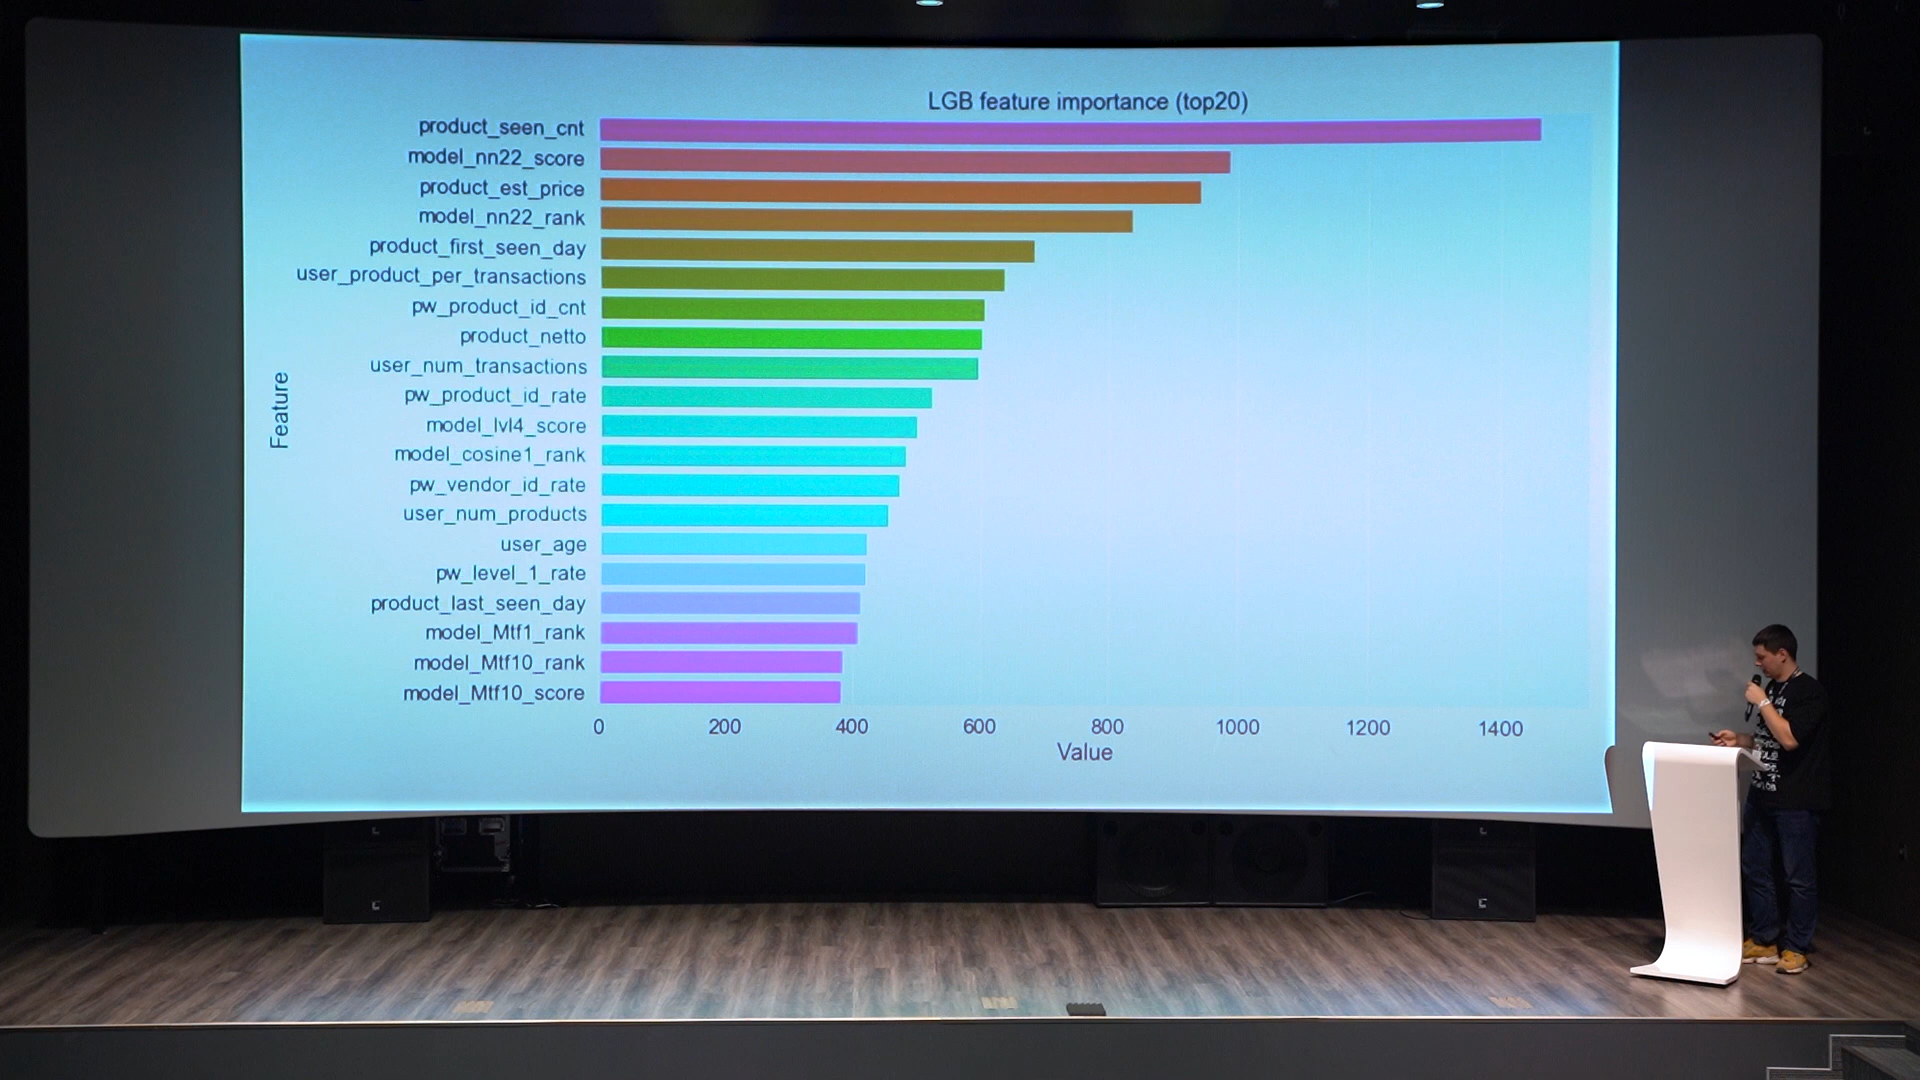 LGB feature importance (top20)
product_seen_cnt
model_nn22_score
product_est_price
model_nn22_rank
product_first_seen_day
user_product_per_transactions
pw_product_id_cnt
product_netto
user_num_transactions
pw_product_id_rate
model_lvl4_score
model_cosine1_rank
pw_vendor_id_rate
user_num_products
user_age
pw_level_1_rate
product_last_seen_day
model_Mtf1_rank
model_Mtf10_rank
model_Mtf10_score
Feature
0 200 400 600 800 1000 1200 1400
Value